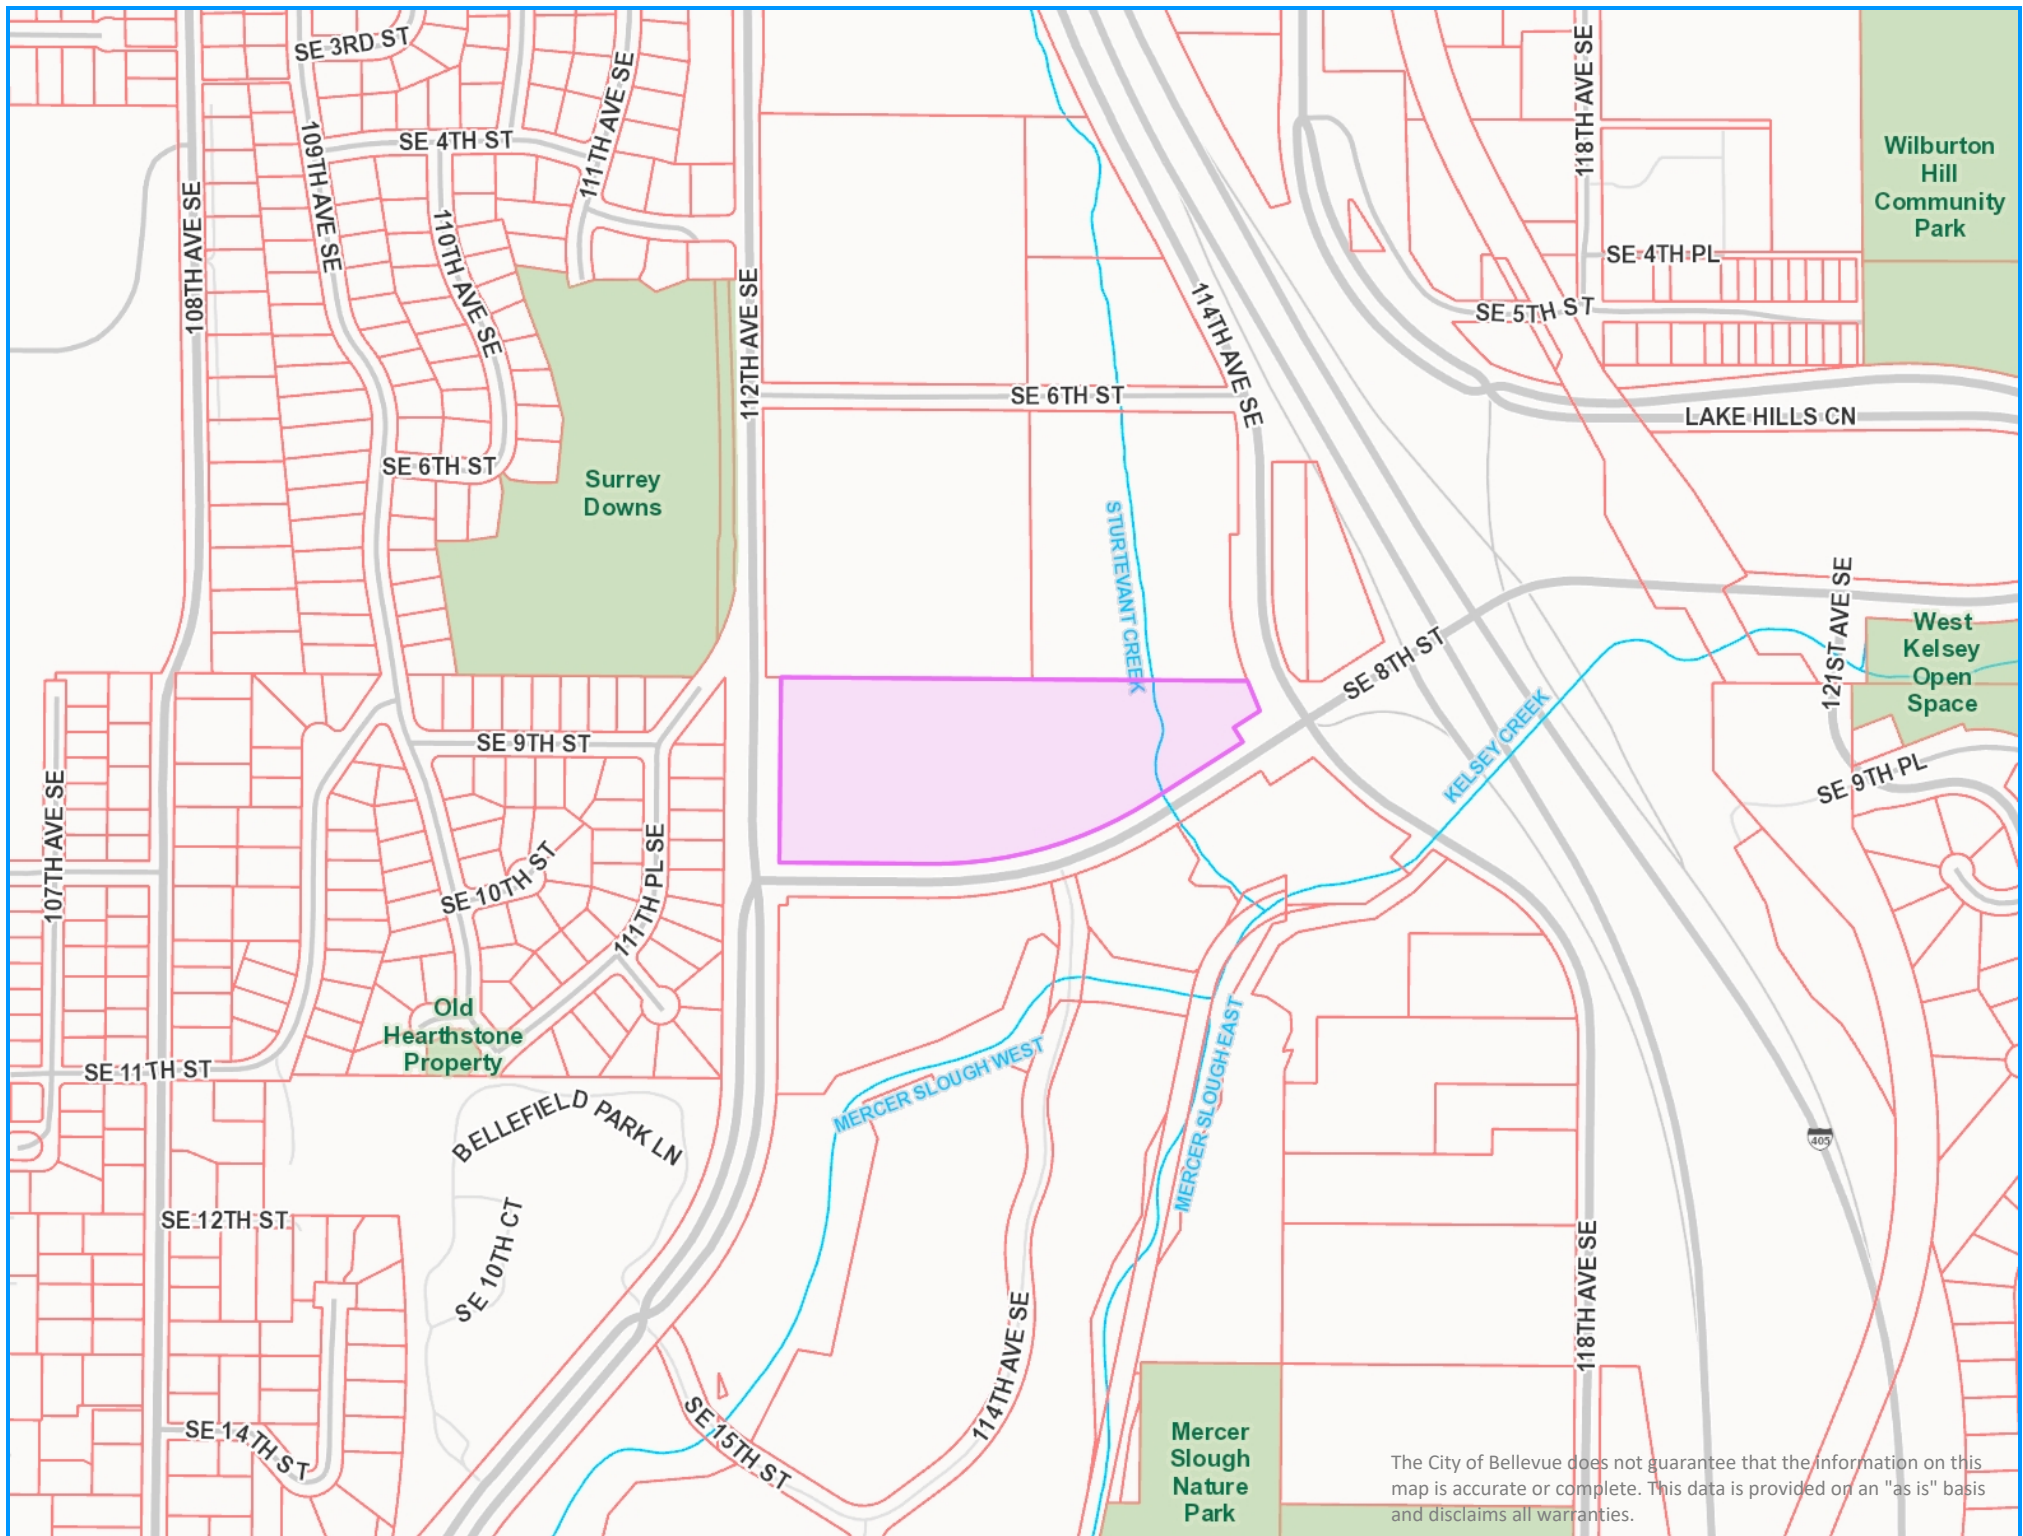 SE 3RD ST
111TH AVE SE
118TH AVE SE
109TH AVE SE
SE 4TH ST
Wilburton
Hill
Community
Park
108TH AVE SE
110TH AVE SE
SE 4TH PL
112TH AVE SE
114TH AVE SE
SE 5TH ST
SE 6TH ST
LAKE HILLS CN
SE 6TH ST
Surrey
Downs
STURTEVANT CREEK
121ST AVE SE
West
Kelsey
Open
Space
SE 8TH ST
KELSEY CREEK
SE 9TH ST
SE 9TH PL
107TH AVE SE
SE 10TH ST
111TH PL SE
Old
Hearthstone
Property
MERCER SLOUGH WEST
MERCER SLOUGH EAST
SE 11TH ST
BELLEFIELD PARK LN
405
SE 12TH ST
SE 10TH CT
118TH AVE SE
114TH AVE SE
SE 14TH ST
SE 15TH ST
Mercer
Slough
Nature
Park
The City of Bellevue does not guarantee that the information on this
map is accurate or complete. This data is provided on an "as is" basis
and disclaims all warranties.